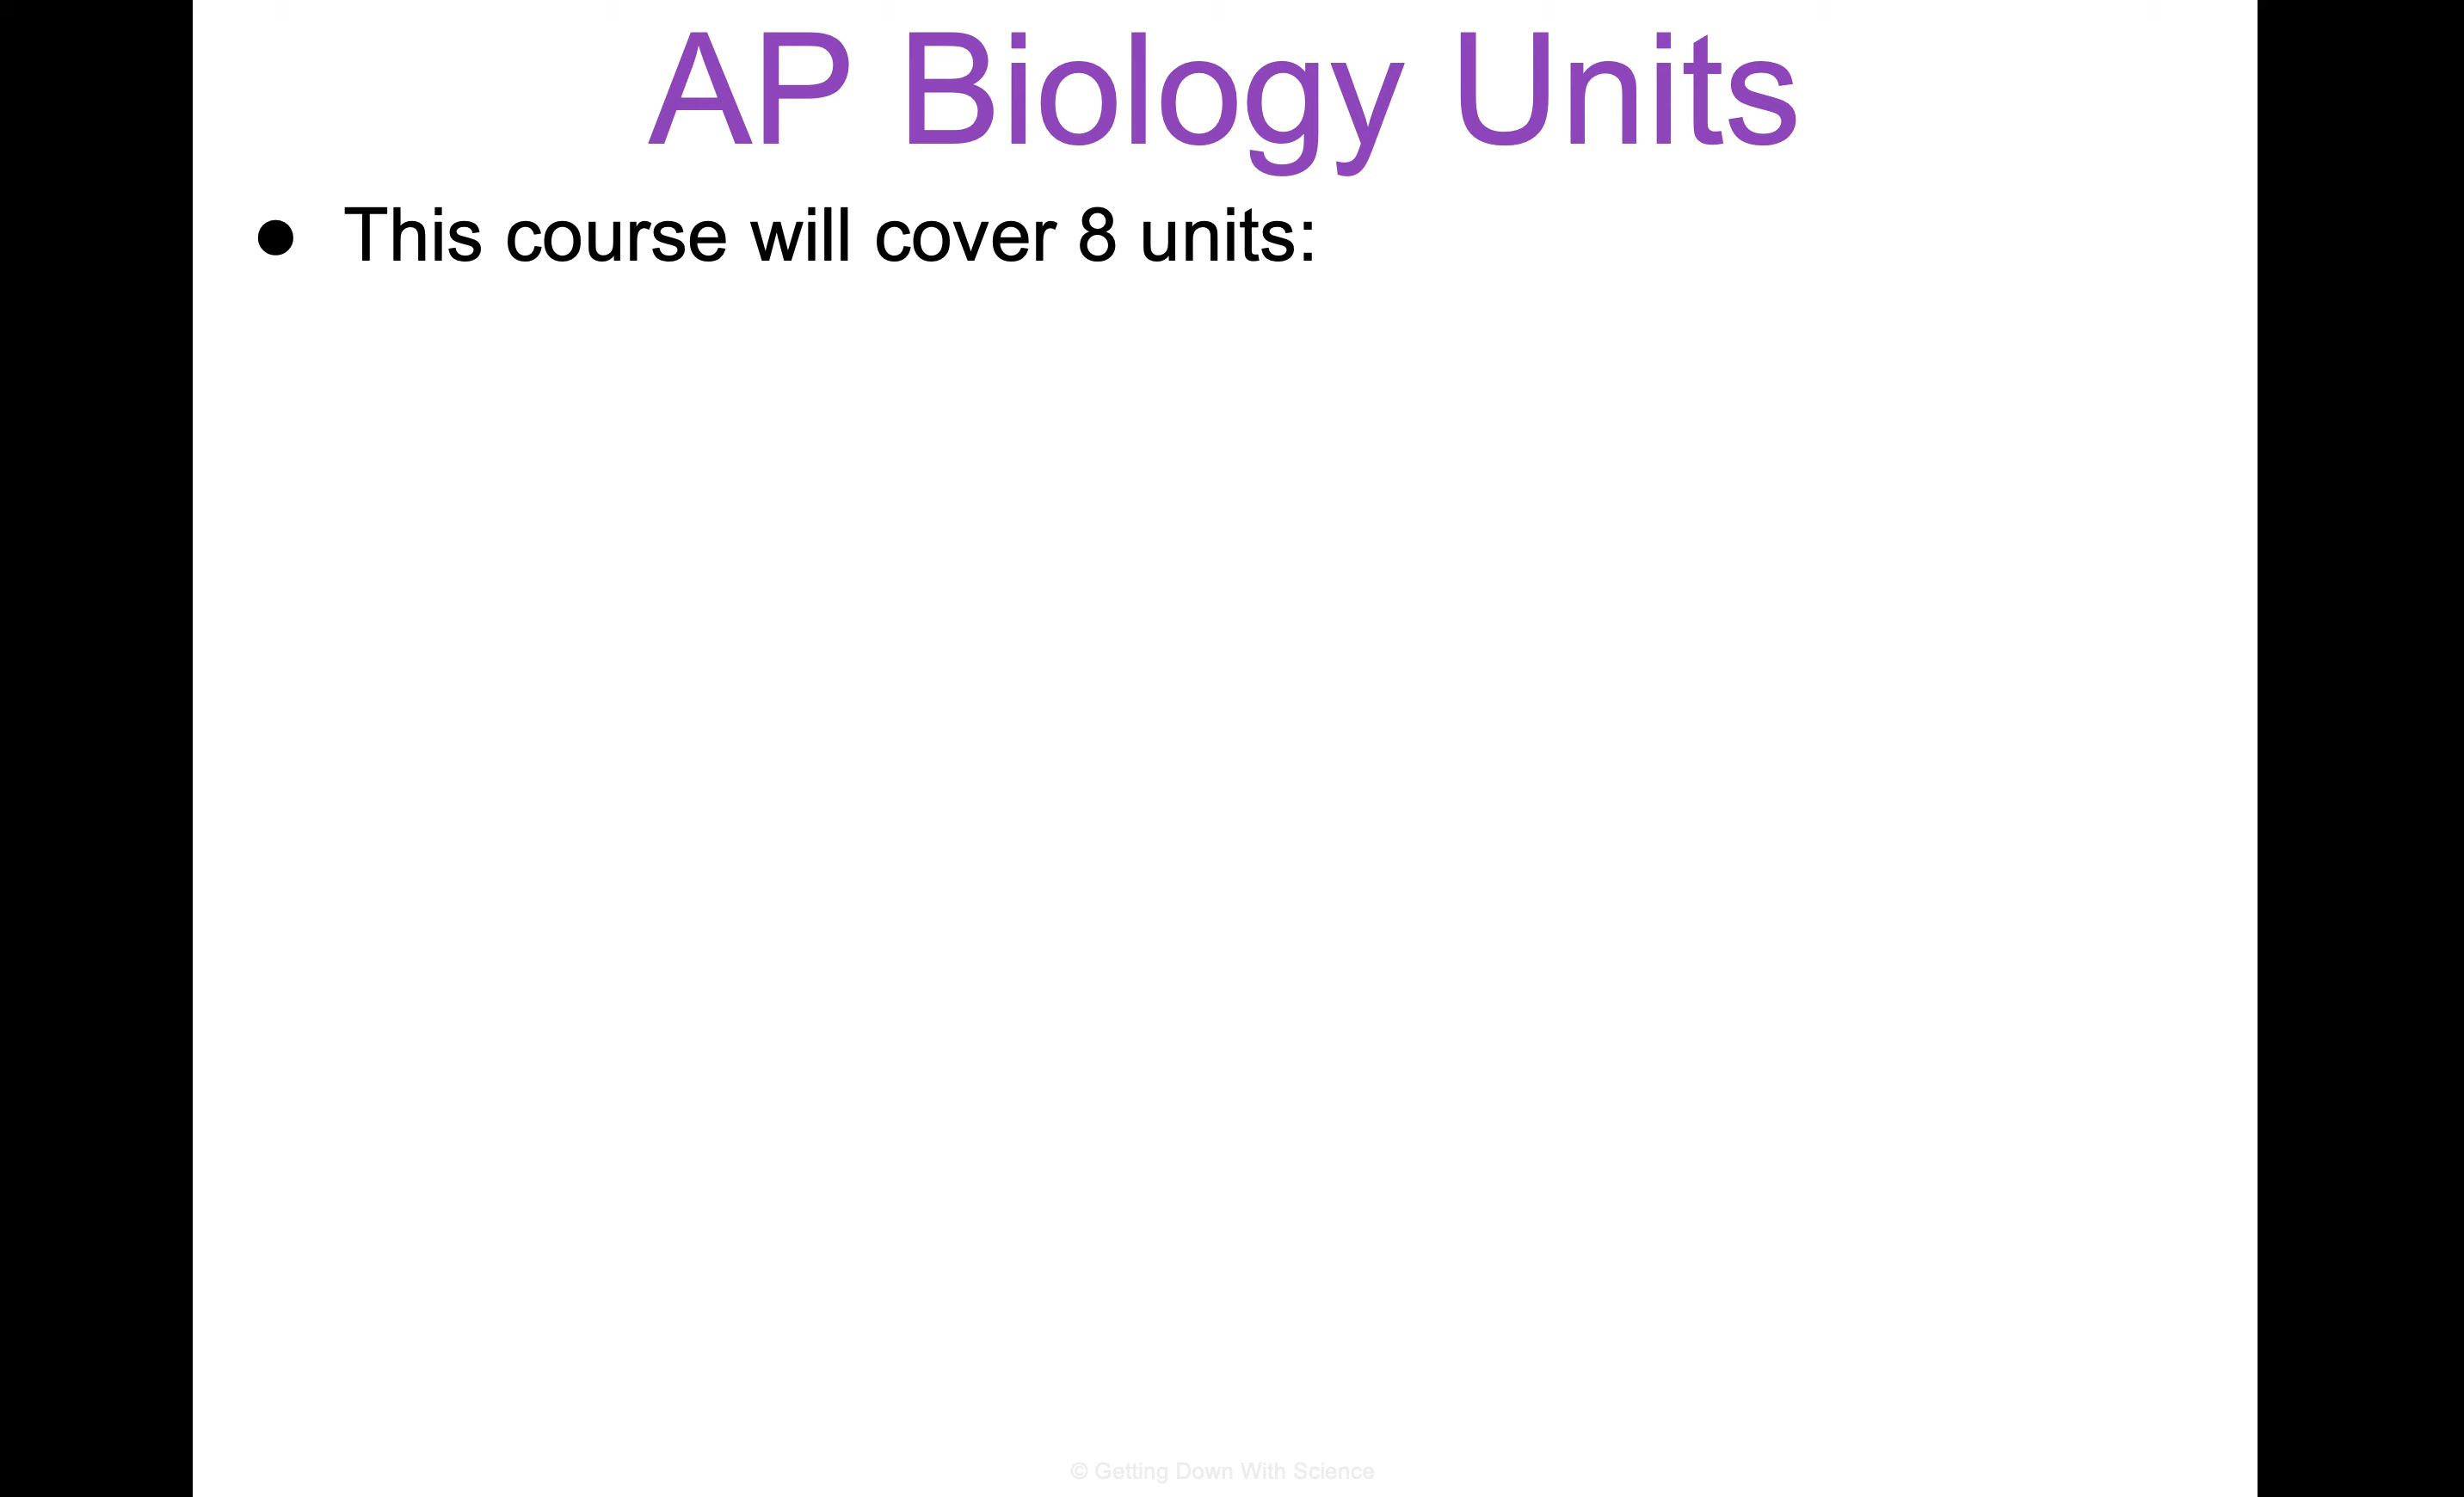 AP Biology Units
● This course will cover 8 units:
© Getting Down With Science